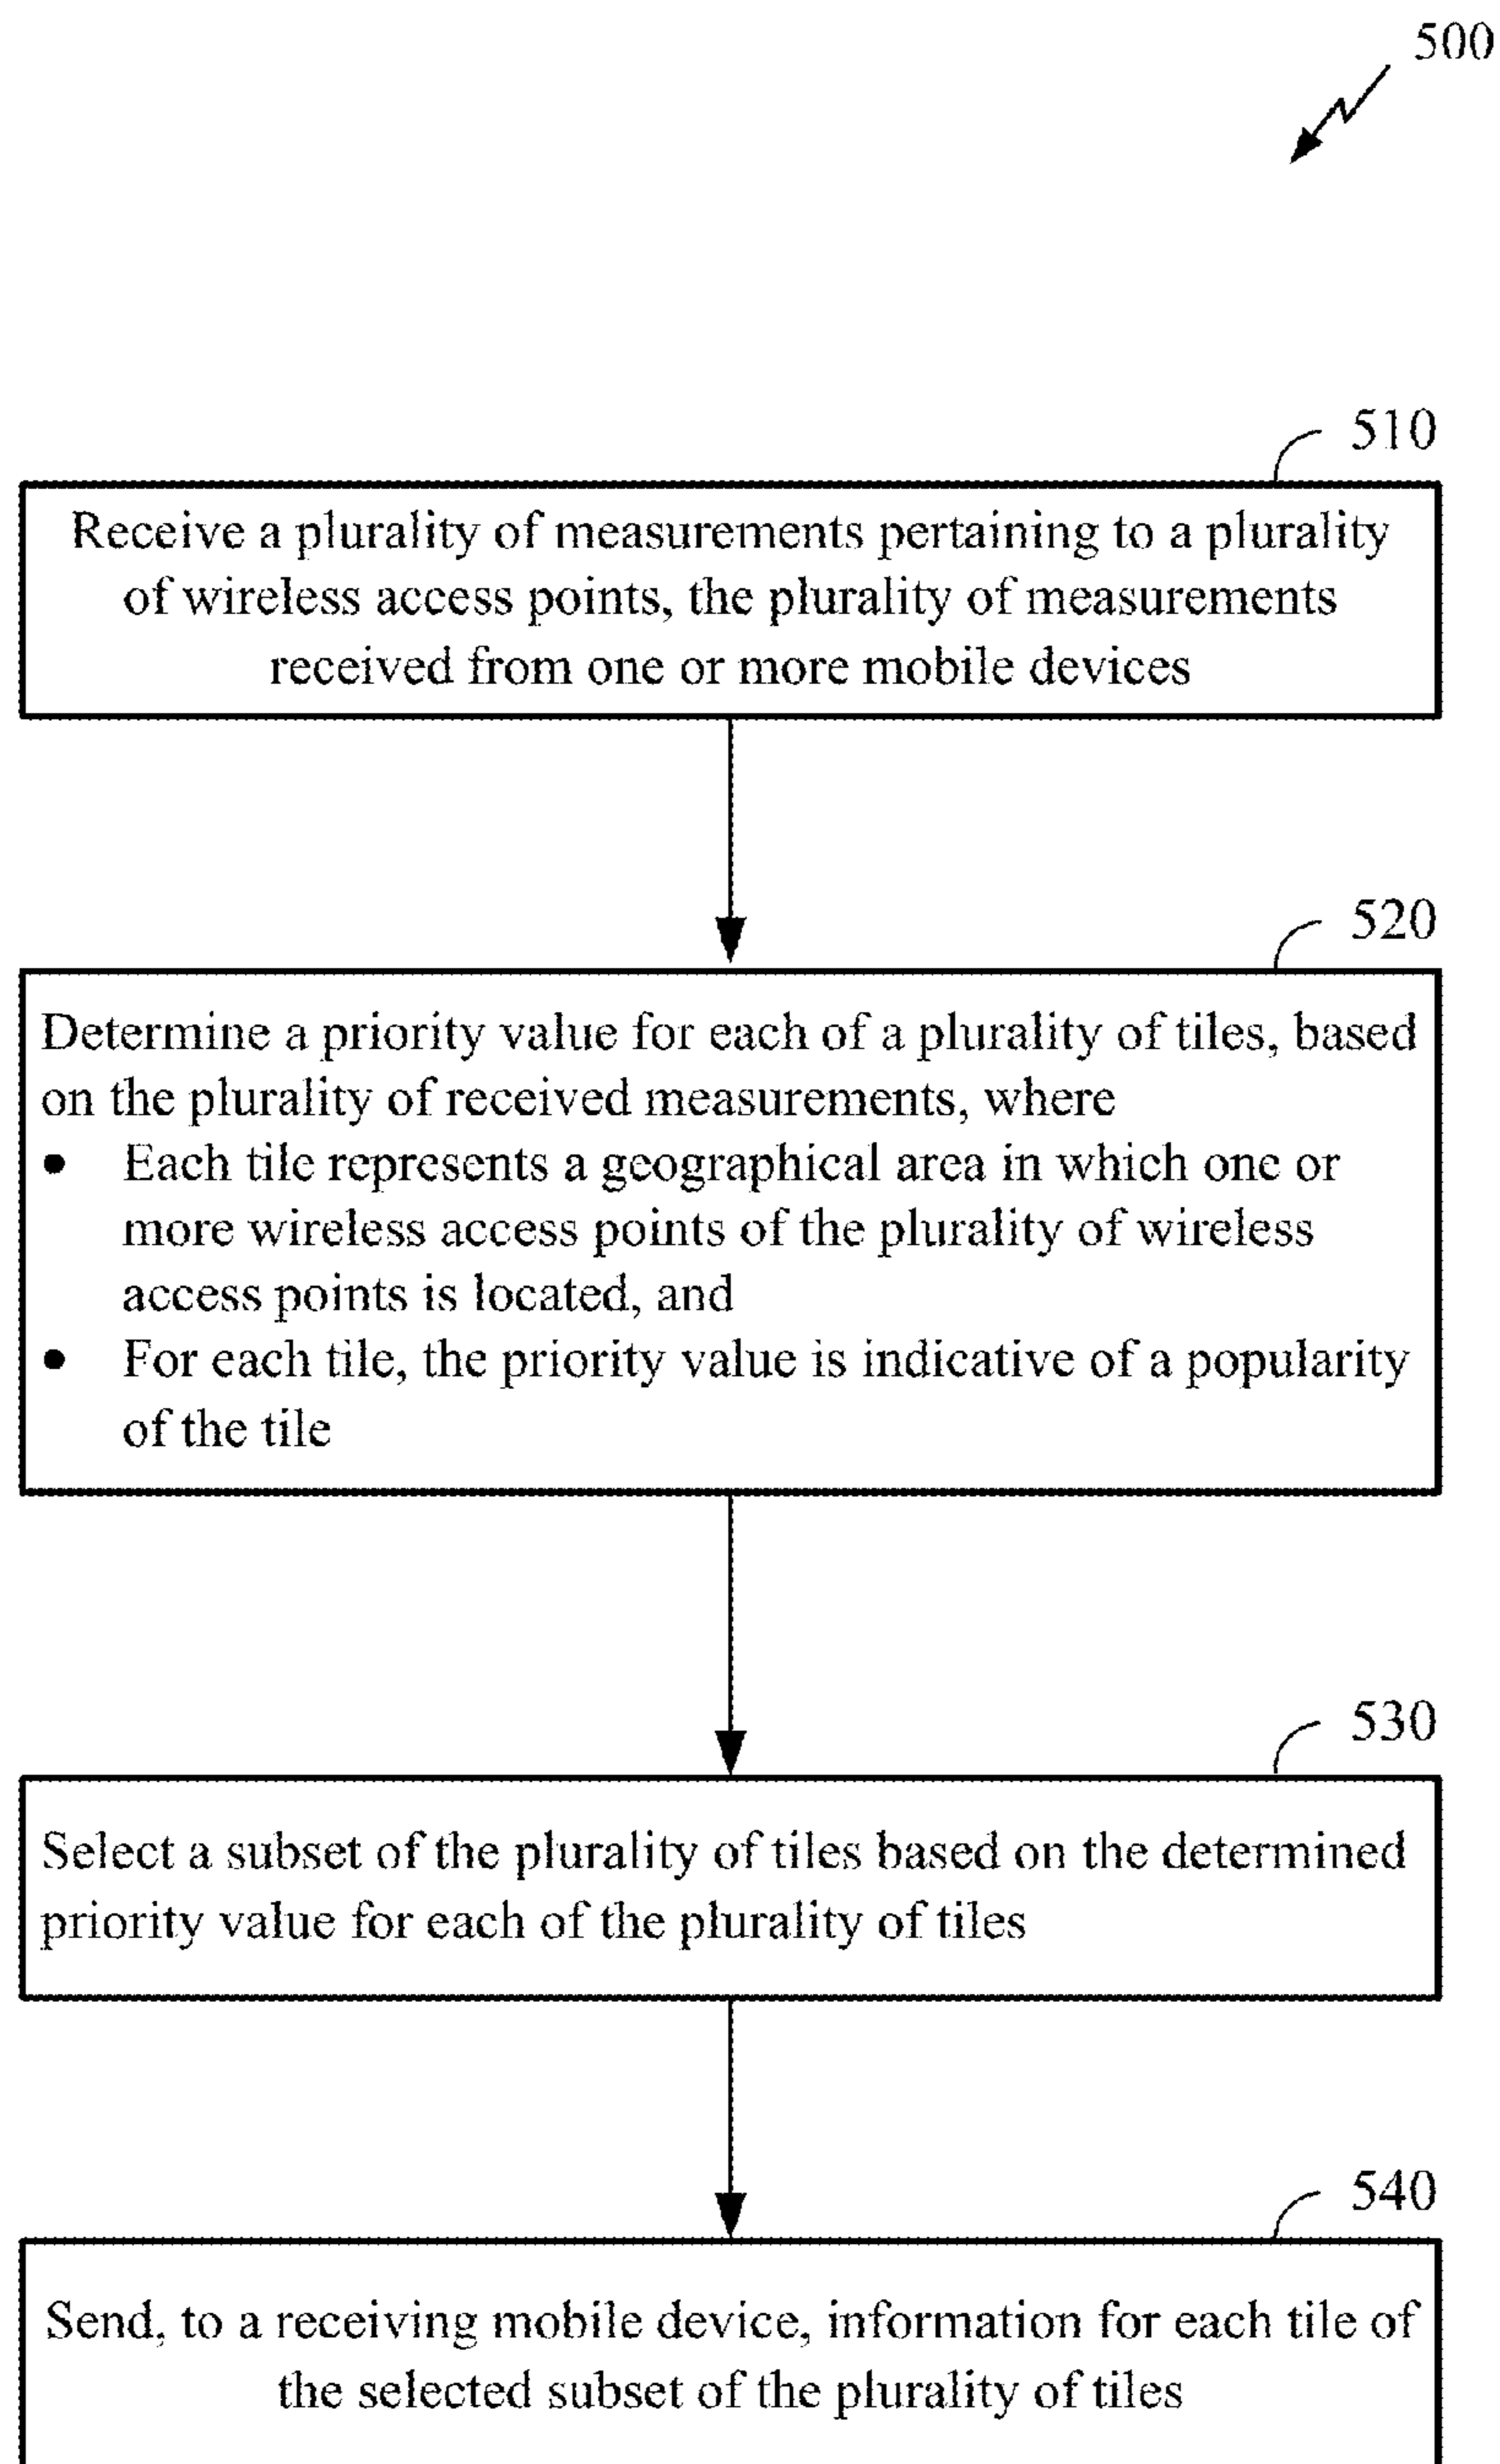 500
510
Receive a plurality of measurements pertaining to a plurality
of wireless access points, the plurality of measurements
received from one or more mobile devices
520
Determine a priority value for each of a plurality of tiles, based
on the plurality of received measurements, where
• Each tile represents a geographical area in which one or
more wireless access points of the plurality of wireless
access points is located, and
• For each tile, the priority value is indicative of a popularity
of the tile
530
Select a subset of the plurality of tiles based on the determined
priority value for each of the plurality of tiles
540
Send, to a receiving mobile device, information for each tile of
the selected subset of the plurality of tiles